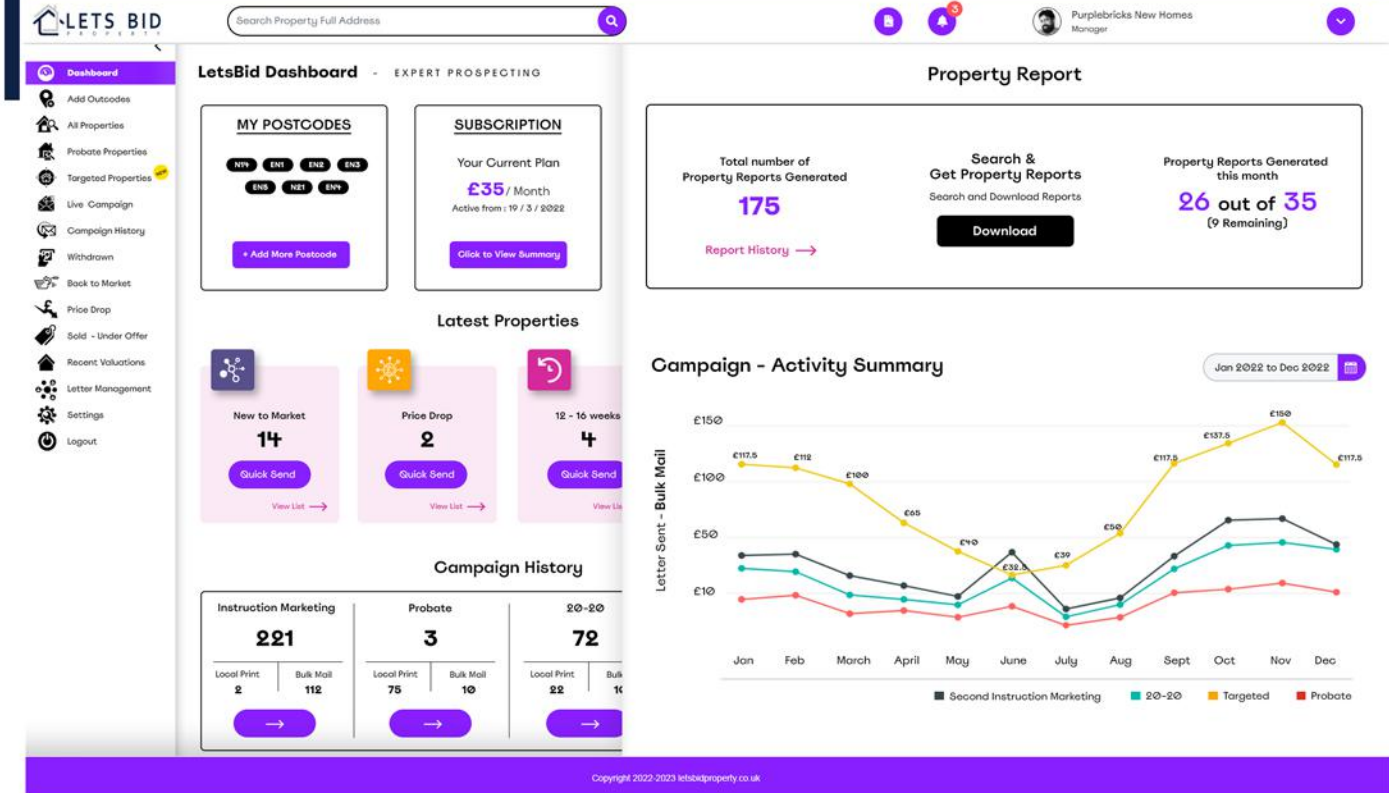 LETS BID
PROPERTY
Search Property Full Address
3
Purplebricks New Homes
Manager
Dashboard
Add Outcodes
All Properties
Probate Properties
Targeted Properties
NEW
Live Campaign
Campaign History
Withdrawn
Back to Market
Price Drop
Sold - Under Offer
Recent Valuations
Letter Management
Settings
Logout
LetsBid Dashboard - EXPERT PROSPECTING
MY POSTCODES
N14 EN1 EN2 EN3
EN5 N21 EN4
+ Add More Postcode
SUBSCRIPTION
Your Current Plan
£35/ Month
Active from : 19 / 3 / 2022
Click to View Summary
Latest Properties
New to Market
14
Quick Send
View List
Price Drop
2
Quick Send
View List
12 - 16 weeks
4
Quick Send
View Li
Campaign History
Instruction Marketing
221
Local Print
2
Bulk Mail
112
Probate
3
Local Print
75
Bulk Mail
10
20-20
72
Local Print
22
Property Report
Total number of
Property Reports Generated
175
Report History
Search &
Get Property Reports
Search and Download Reports
Download
Property Reports Generated
this month
26 out of 35
(9 Remaining)
Campaign - Activity Summary
Jan 2022 to Dec 2022
Letter Sent - Bulk Mail
£150
£100
£50
£10
£117.5
£112
£100
£65
£40
£32.5
£39
£50
£117.5
£137.5
£150
£117.5
Jan Feb March April May June July Aug Sept Oct Nov Dec
Second Instruction Marketing 20-20 Targeted Probate
Copyright 2022-2023 letsbidproperty.co.uk